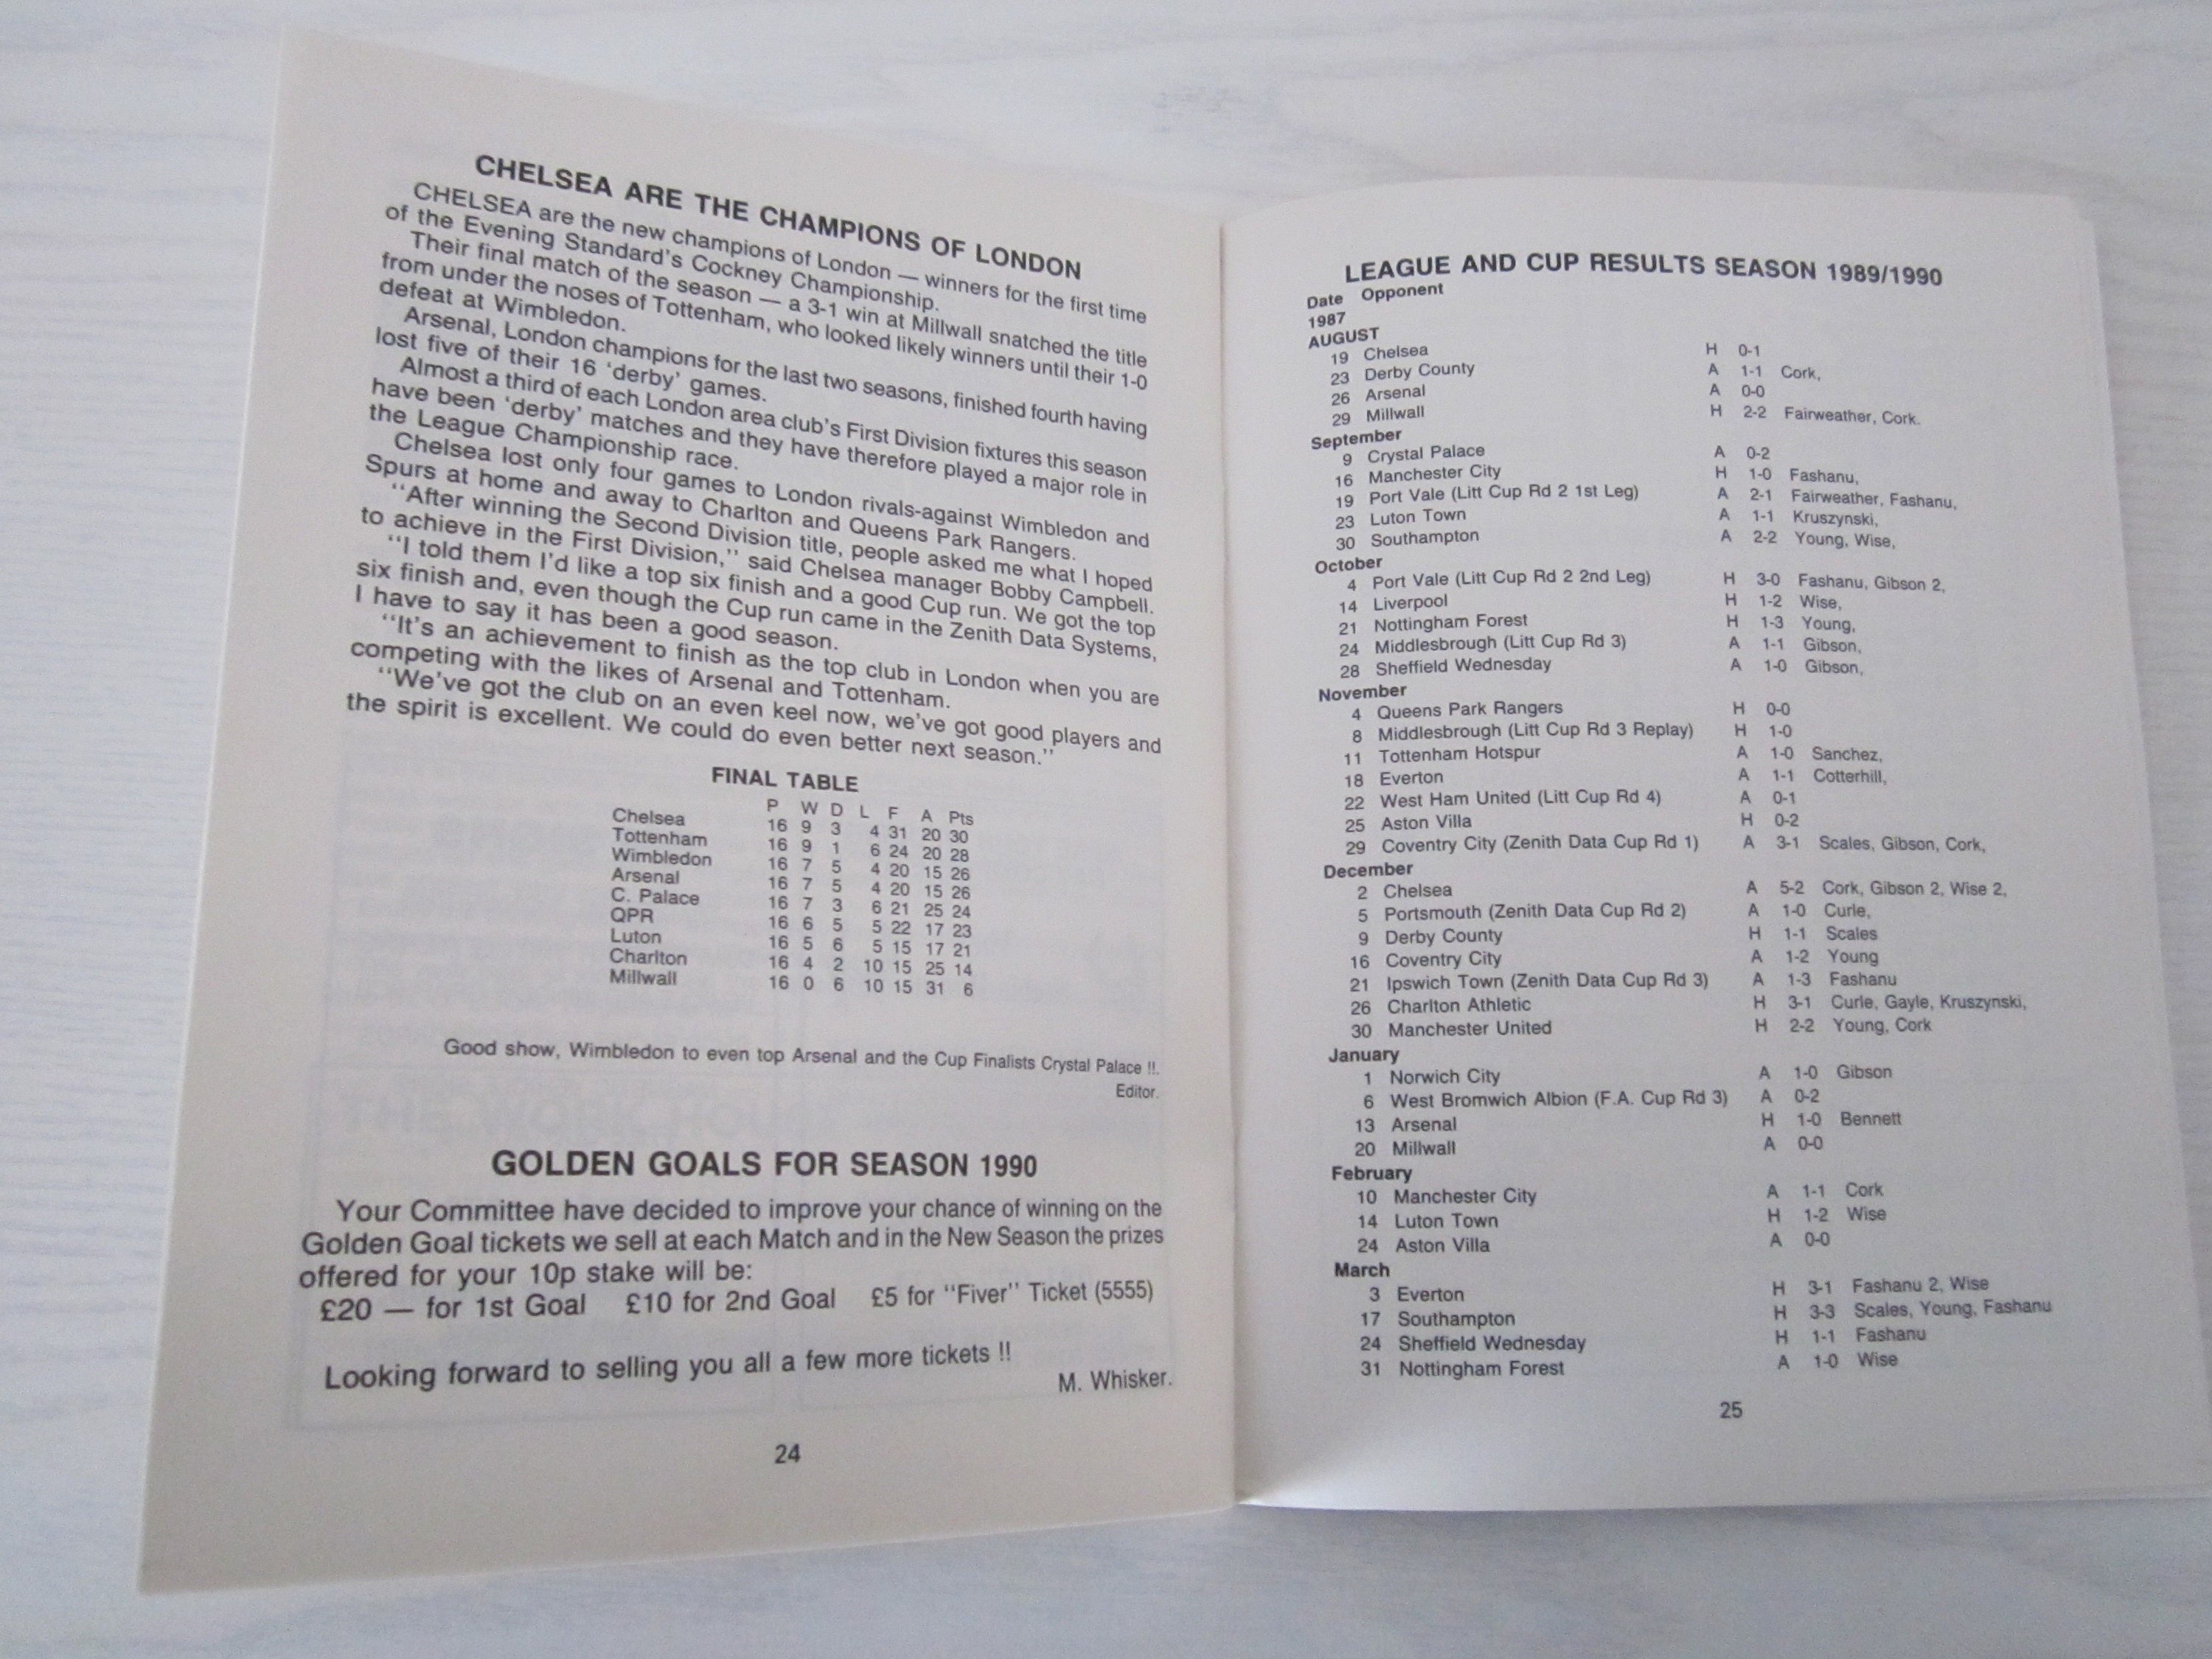 CHELSEA ARE THE CHAMPIONS OF LONDON
CHELSEA are the new champions of London — winners for the first time
of the Evening Standard's Cockney Championship.
Their final match of the season — a 3-1 win at Millwall snatched the title
from under the noses of Tottenham, who looked likely winners until their 1-0
defeat at Wimbledon.
Arsenal, London champions for the last two seasons, finished fourth having
lost five of their 16 'derby' games.
Almost a third of each London area club's First Division fixtures this season
have been 'derby' matches and they have therefore played a major role in
the League Championship race.
Chelsea lost only four games to London rivals-against Wimbledon and
Spurs at home and away to Charlton and Queens Park Rangers.
"After winning the Second Division title, people asked me what I hoped
to achieve in the First Division," said Chelsea manager Bobby Campbell.
"I told them I'd like a top six finish and a good Cup run. We got the top
six finish and, even though the Cup run came in the Zenith Data Systems,
I have to say it has been a good season.
"It's an achievement to finish as the top club in London when you are
competing with the likes of Arsenal and Tottenham.
"We've got the club on an even keel now, we've got good players and
the spirit is excellent. We could do even better next season."
FINAL TABLE
P W D L F A Pts
Chelsea 16 9 3 4 31 20 30
Tottenham 16 9 1 6 24 20 28
Wimbledon 16 7 5 4 20 15 26
Arsenal 16 7 5 4 20 15 26
C. Palace 16 7 3 6 21 25 24
QPR 16 6 5 5 22 17 23
Luton 16 5 6 5 15 17 21
Charlton 16 4 2 10 15 25 14
Millwall 16 0 6 10 15 31 6
Good show, Wimbledon to even top Arsenal and the Cup Finalists Crystal Palace !!.
Editor.
GOLDEN GOALS FOR SEASON 1990
Your Committee have decided to improve your chance of winning on the
Golden Goal tickets we sell at each Match and in the New Season the prizes
offered for your 10p stake will be:
£20 — for 1st Goal £10 for 2nd Goal £5 for "Fiver" Ticket (5555)
Looking forward to selling you all a few more tickets !!
M. Whisker.
24
LEAGUE AND CUP RESULTS SEASON 1989/1990
Date Opponent
1987
AUGUST
19 Chelsea H 0-1
23 Derby County A 1-1 Cork,
26 Arsenal A 0-0
29 Millwall H 2-2 Fairweather, Cork.
September
9 Crystal Palace A 0-2
16 Manchester City H 1-0 Fashanu,
19 Port Vale (Litt Cup Rd 2 1st Leg) A 2-1 Fairweather, Fashanu,
23 Luton Town A 1-1 Kruszynski,
30 Southampton A 2-2 Young, Wise,
October
4 Port Vale (Litt Cup Rd 2 2nd Leg) H 3-0 Fashanu, Gibson 2,
14 Liverpool H 1-2 Wise,
21 Nottingham Forest H 1-3 Young,
24 Middlesbrough (Litt Cup Rd 3) A 1-1 Gibson,
28 Sheffield Wednesday A 1-0 Gibson,
November
4 Queens Park Rangers H 0-0
8 Middlesbrough (Litt Cup Rd 3 Replay) H 1-0
11 Tottenham Hotspur A 1-0 Sanchez,
18 Everton A 1-1 Cotterhill,
22 West Ham United (Litt Cup Rd 4) A 0-1
25 Aston Villa H 0-2
29 Coventry City (Zenith Data Cup Rd 1) A 3-1 Scales, Gibson, Cork,
December
2 Chelsea A 5-2 Cork, Gibson 2, Wise 2,
5 Portsmouth (Zenith Data Cup Rd 2) A 1-0 Curle,
9 Derby County H 1-1 Scales
16 Coventry City A 1-2 Young
21 Ipswich Town (Zenith Data Cup Rd 3) A 1-3 Fashanu
26 Charlton Athletic H 3-1 Curle, Gayle, Kruszynski,
30 Manchester United H 2-2 Young, Cork
January
1 Norwich City A 1-0 Gibson
6 West Bromwich Albion (F.A. Cup Rd 3) A 0-2
13 Arsenal H 1-0 Bennett
20 Millwall A 0-0
February
10 Manchester City A 1-1 Cork
14 Luton Town H 1-2 Wise
24 Aston Villa A 0-0
March
3 Everton H 3-1 Fashanu 2, Wise
17 Southampton H 3-3 Scales, Young, Fashanu
24 Sheffield Wednesday H 1-1 Fashanu
31 Nottingham Forest A 1-0 Wise
25